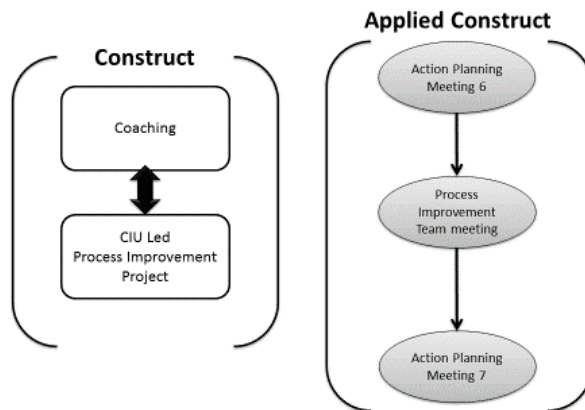 Construct
Coaching
CIU Led
Process Improvement
Project
Applied Construct
Action Planning
Meeting 6
Process
Improvement
Team meeting
Action Planning
Meeting 7